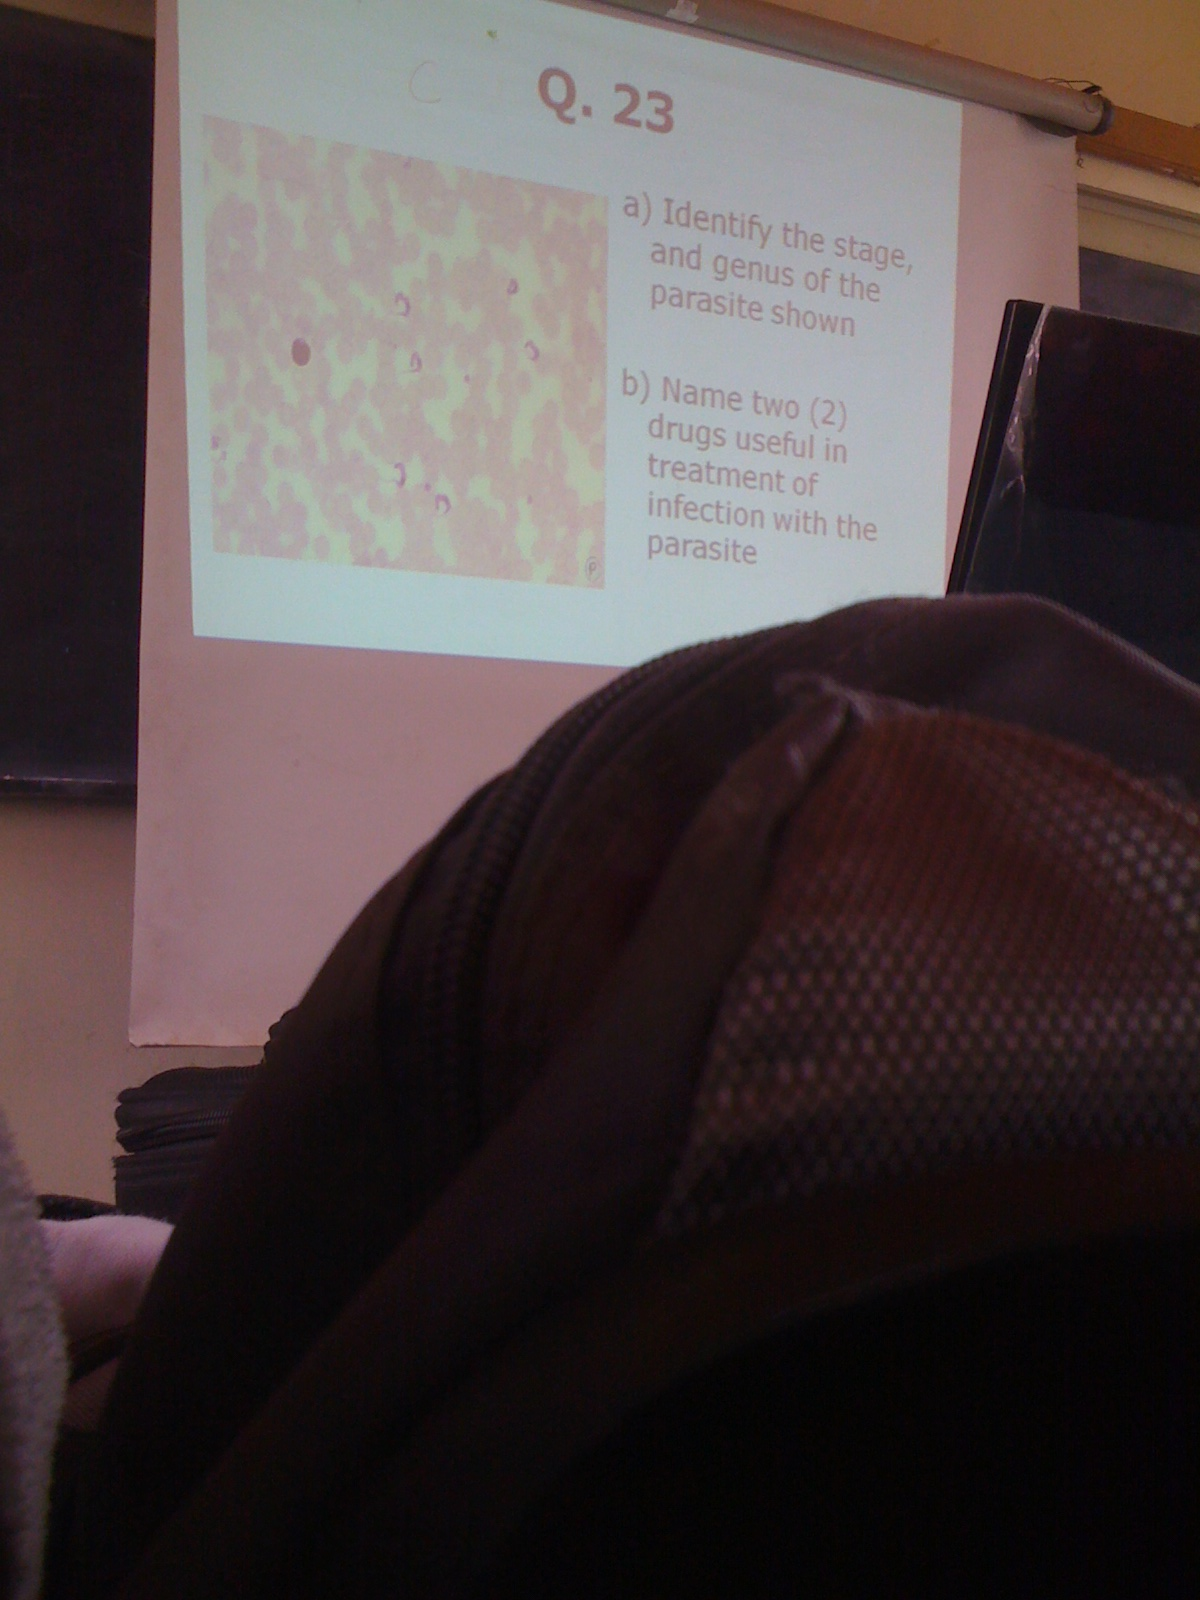 Q. 23
a) Identify the stage,
and genus of the
parasite shown
b) Name two (2)
drugs useful in
treatment of
infection with the
parasite